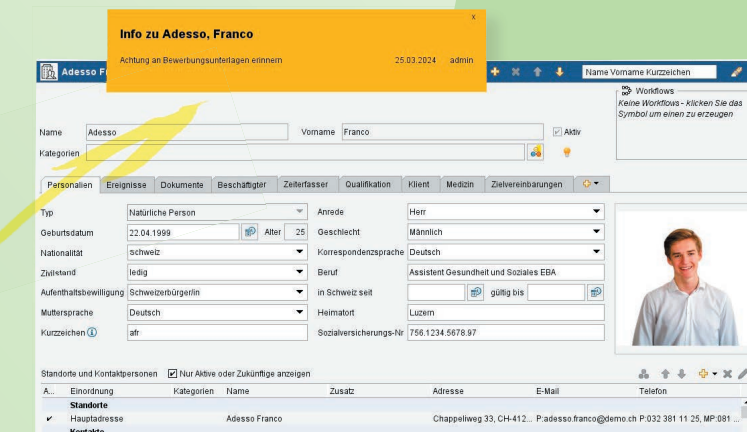 x
Info zu Adesso, Franco
Achtung an Bewerbungsunterlagen erinnern 25.03.2024 admin
Adesso F
Name Vorname Kurzzeichen
Workflows
Keine Workflows - klicken Sie das
Symbol um einen zu erzeugen
Name Adesso Vorname Franco Aktiv
Kategorien
Personalien Ereignisse Dokumente Beschäftigter Zeiterfasser Qualifikation Klient Medizin Zielvereinbarungen
Typ Natürliche Person Anrede Herr
Geburtsdatum 22.04.1999 Alter 25 Geschlecht Männlich
Nationalität schweiz Korrespondenzsprache Deutsch
Zivilstand ledig Beruf Assistent Gesundheit und Soziales EBA
Aufenthaltsbewilligung Schweizerbürger/in in Schweiz seit gültig bis
Muttersprache Deutsch Heimatort Luzern
Kurzzeichen afr Sozialversicherungs-Nr 756.1234.5678.97
Standorte und Kontaktpersonen Nur Aktive oder Zukünftige anzeigen
A... Einordnung Kategorien Name Zusatz Adresse E-Mail Telefon
Standorte
Hauptadresse Adesso Franco Chappeliweg 33, CH-412... P:adesso.franco@demo.ch P:032 381 11 25, MP:081 ...
Kontakte